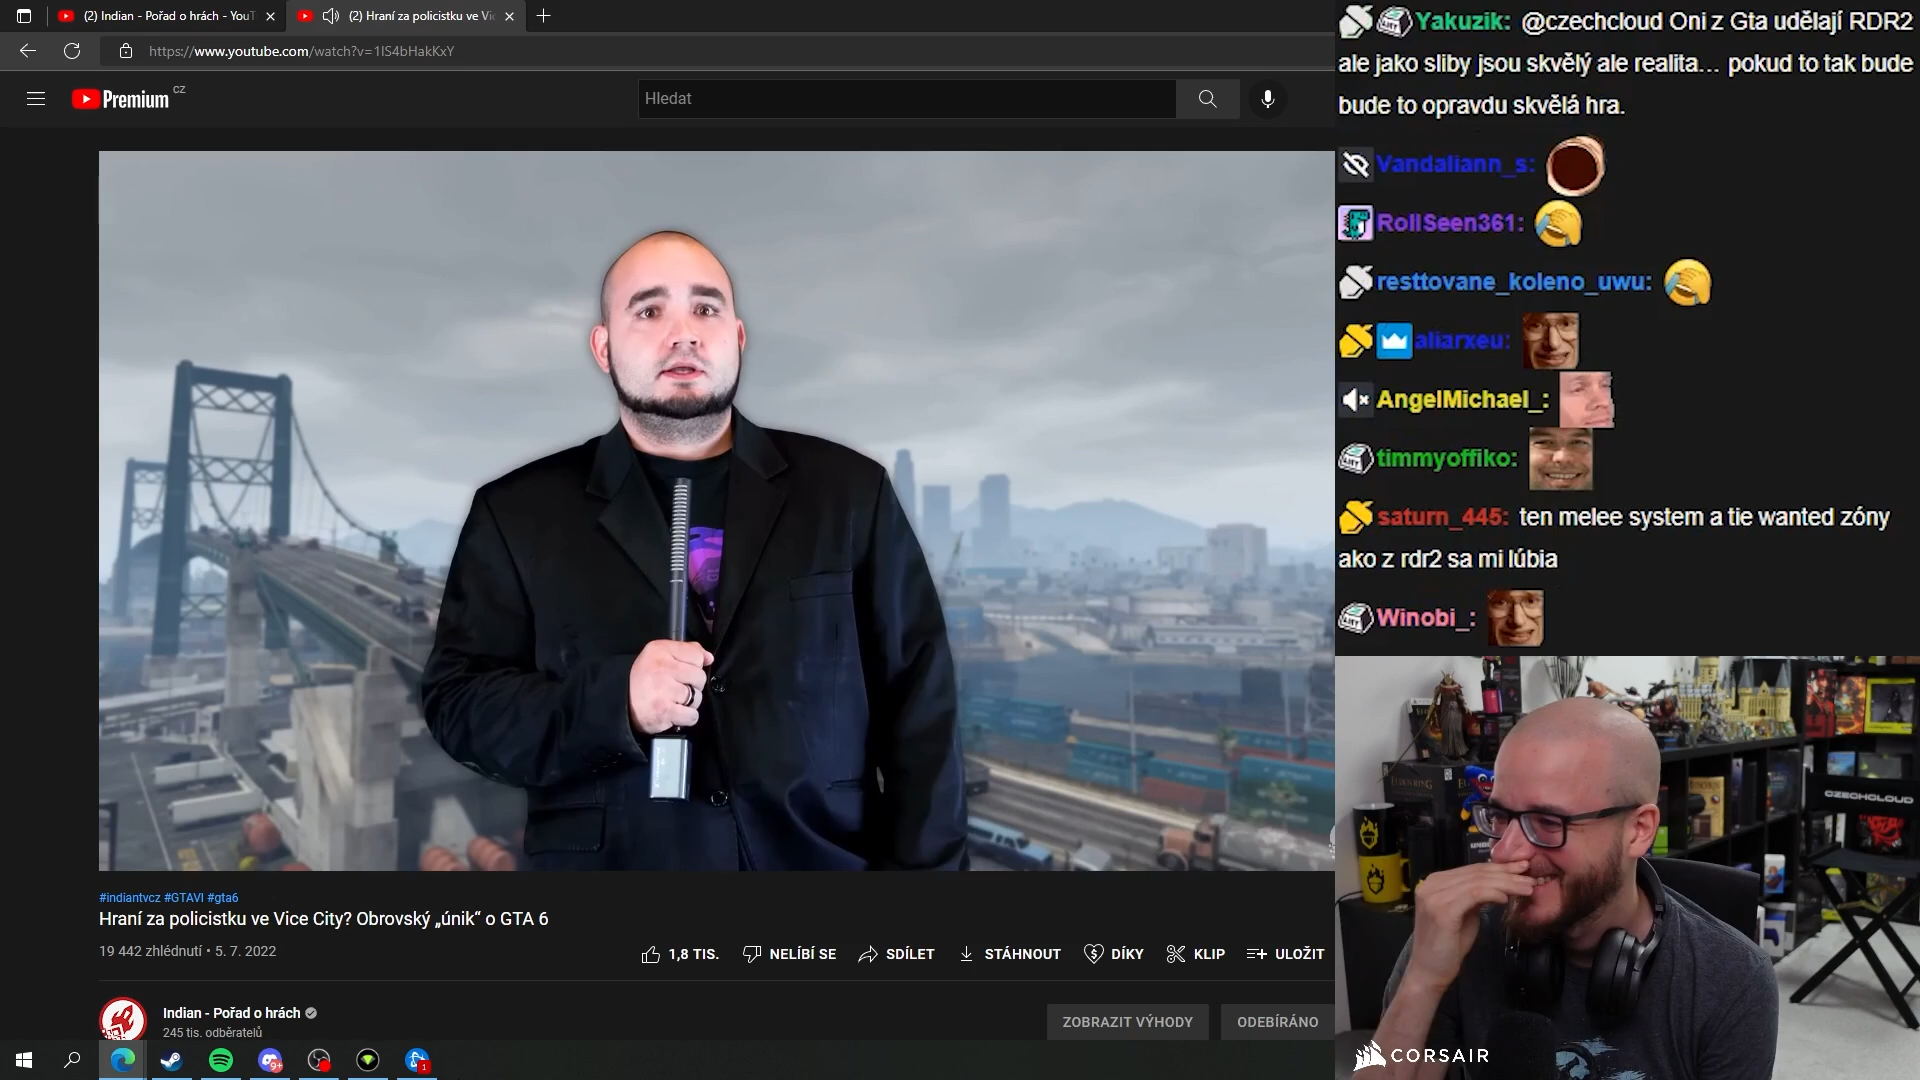 (2) Indian - Pořad o hrách - YouT
(2) Hraní za policistku ve Vic
https://www.youtube.com/watch?v=1lS4bHakKxY
Premium CZ
Hledat
#indiantvcz #GTAVI #gta6
Hraní za policistku ve Vice City? Obrovský „únik“ o GTA 6
19 442 zhlédnutí • 5. 7. 2022
1,8 TIS.
NELÍBÍ SE
SDÍLET
STÁHNOUT
DÍKY
KLIP
ULOŽIT
Indian - Pořad o hrách
245 tis. odběratelů
ZOBRAZIT VÝHODY
ODEBÍRÁNO
9+
1
Yakuzik: @czechcloud Oni z Gta udělají RDR2
ale jako sliby jsou skvělý ale realita... pokud to tak bude
bude to opravdu skvělá hra.
Vandaliann_s:
RollSeen361:
resttovane_koleno_uwu:
aliarxeu:
AngelMichael_:
timmyoffiko:
saturn_445: ten melee system a tie wanted zóny
ako z rdr2 sa mi lúbia
Winobi_:
ELDEN RING
CZECHCLOUD
CORSAIR